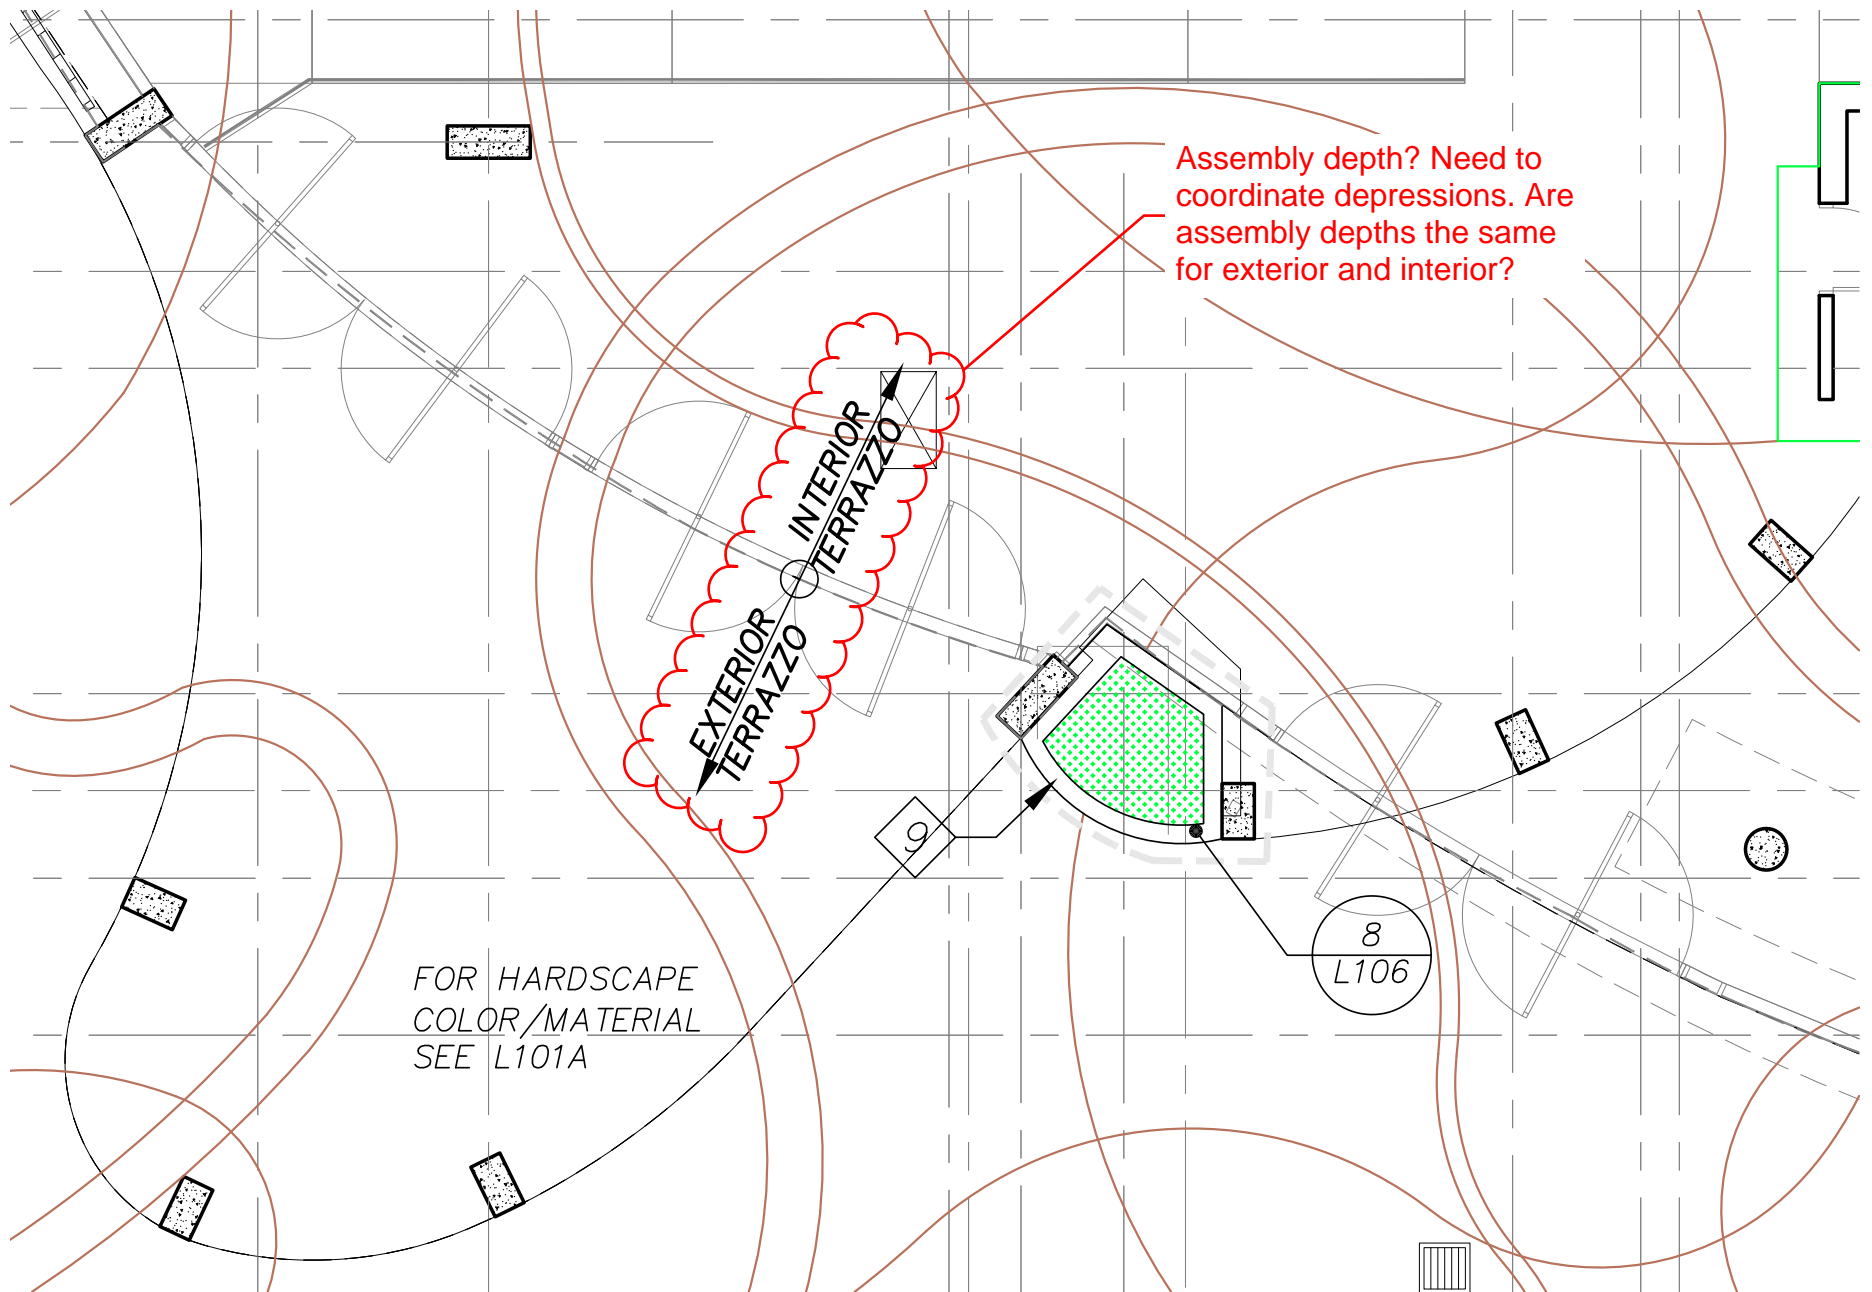 Assembly depth? Need to
coordinate depressions. Are
assembly depths the same
for exterior and interior?
INTERIOR
TERRAZZO
EXTERIOR
TERRAZZO
9
8
L106
FOR HARDSCAPE
COLOR/MATERIAL
SEE L101A